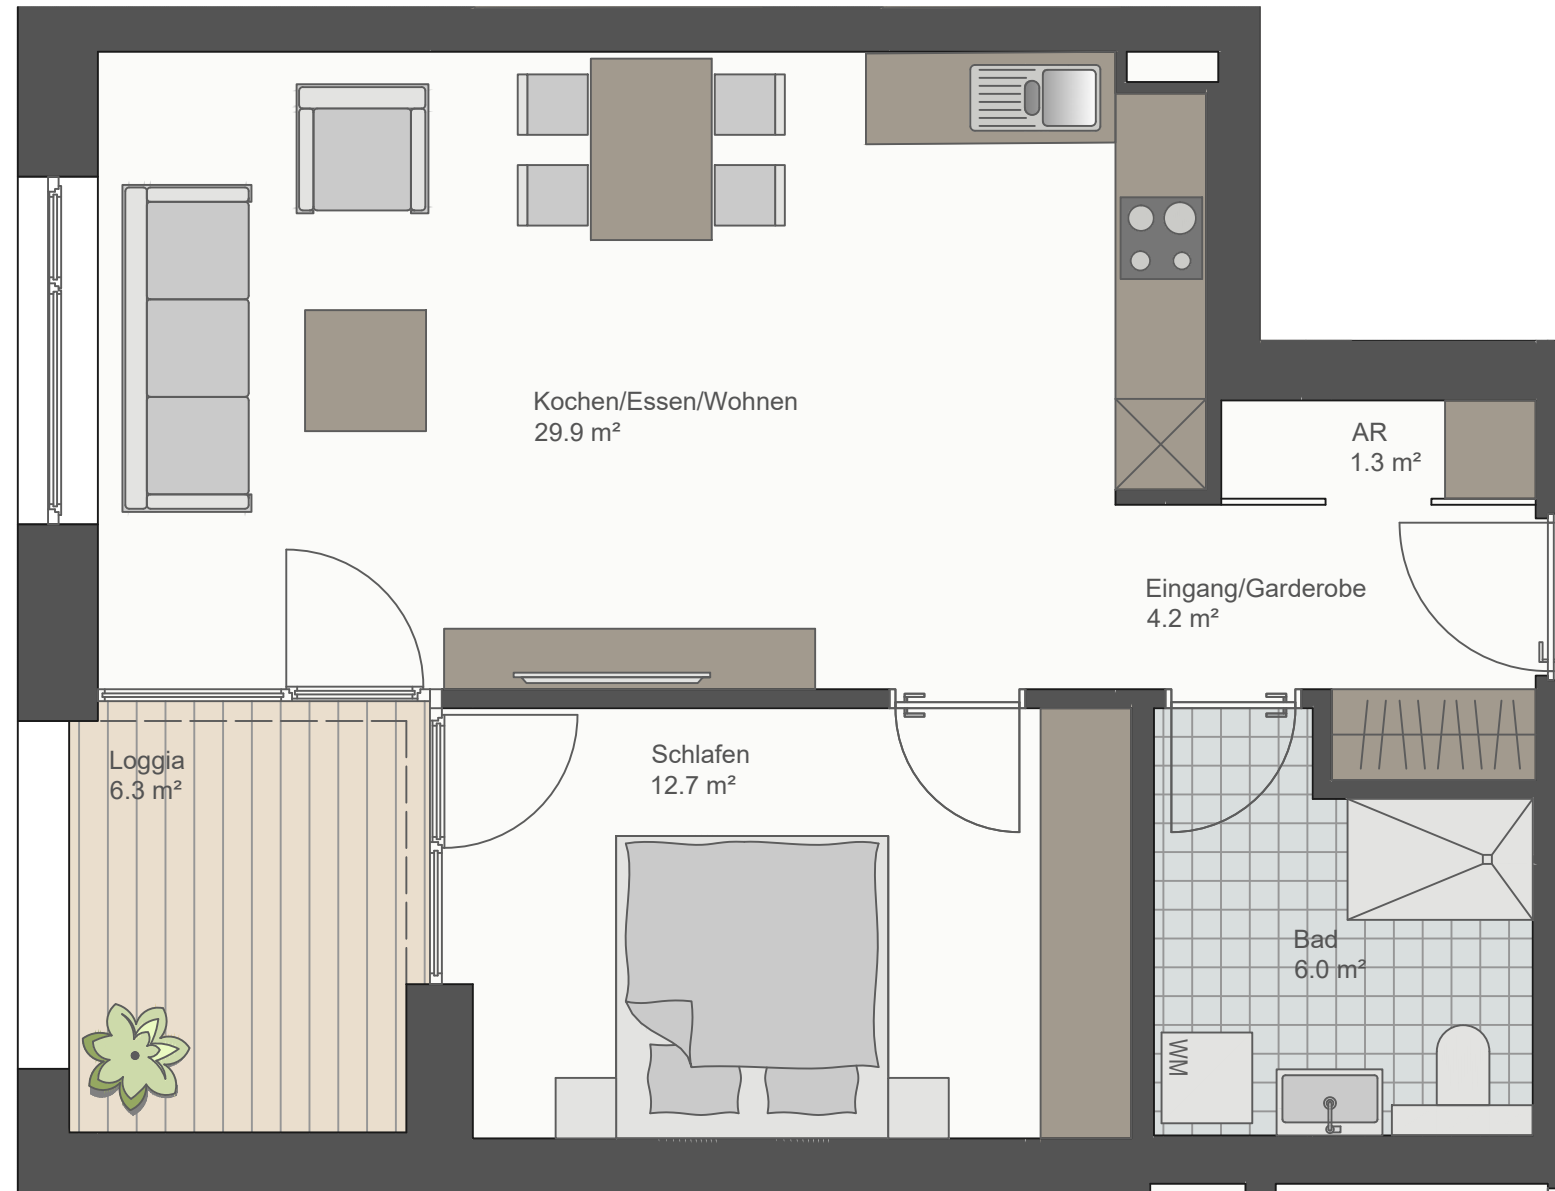 Kochen/Essen/Wohnen
29.9 m²
AR
1.3 m²
Eingang/Garderobe
4.2 m²
Loggia
6.3 m²
Schlafen
12.7 m²
Bad
6.0 m²
WM